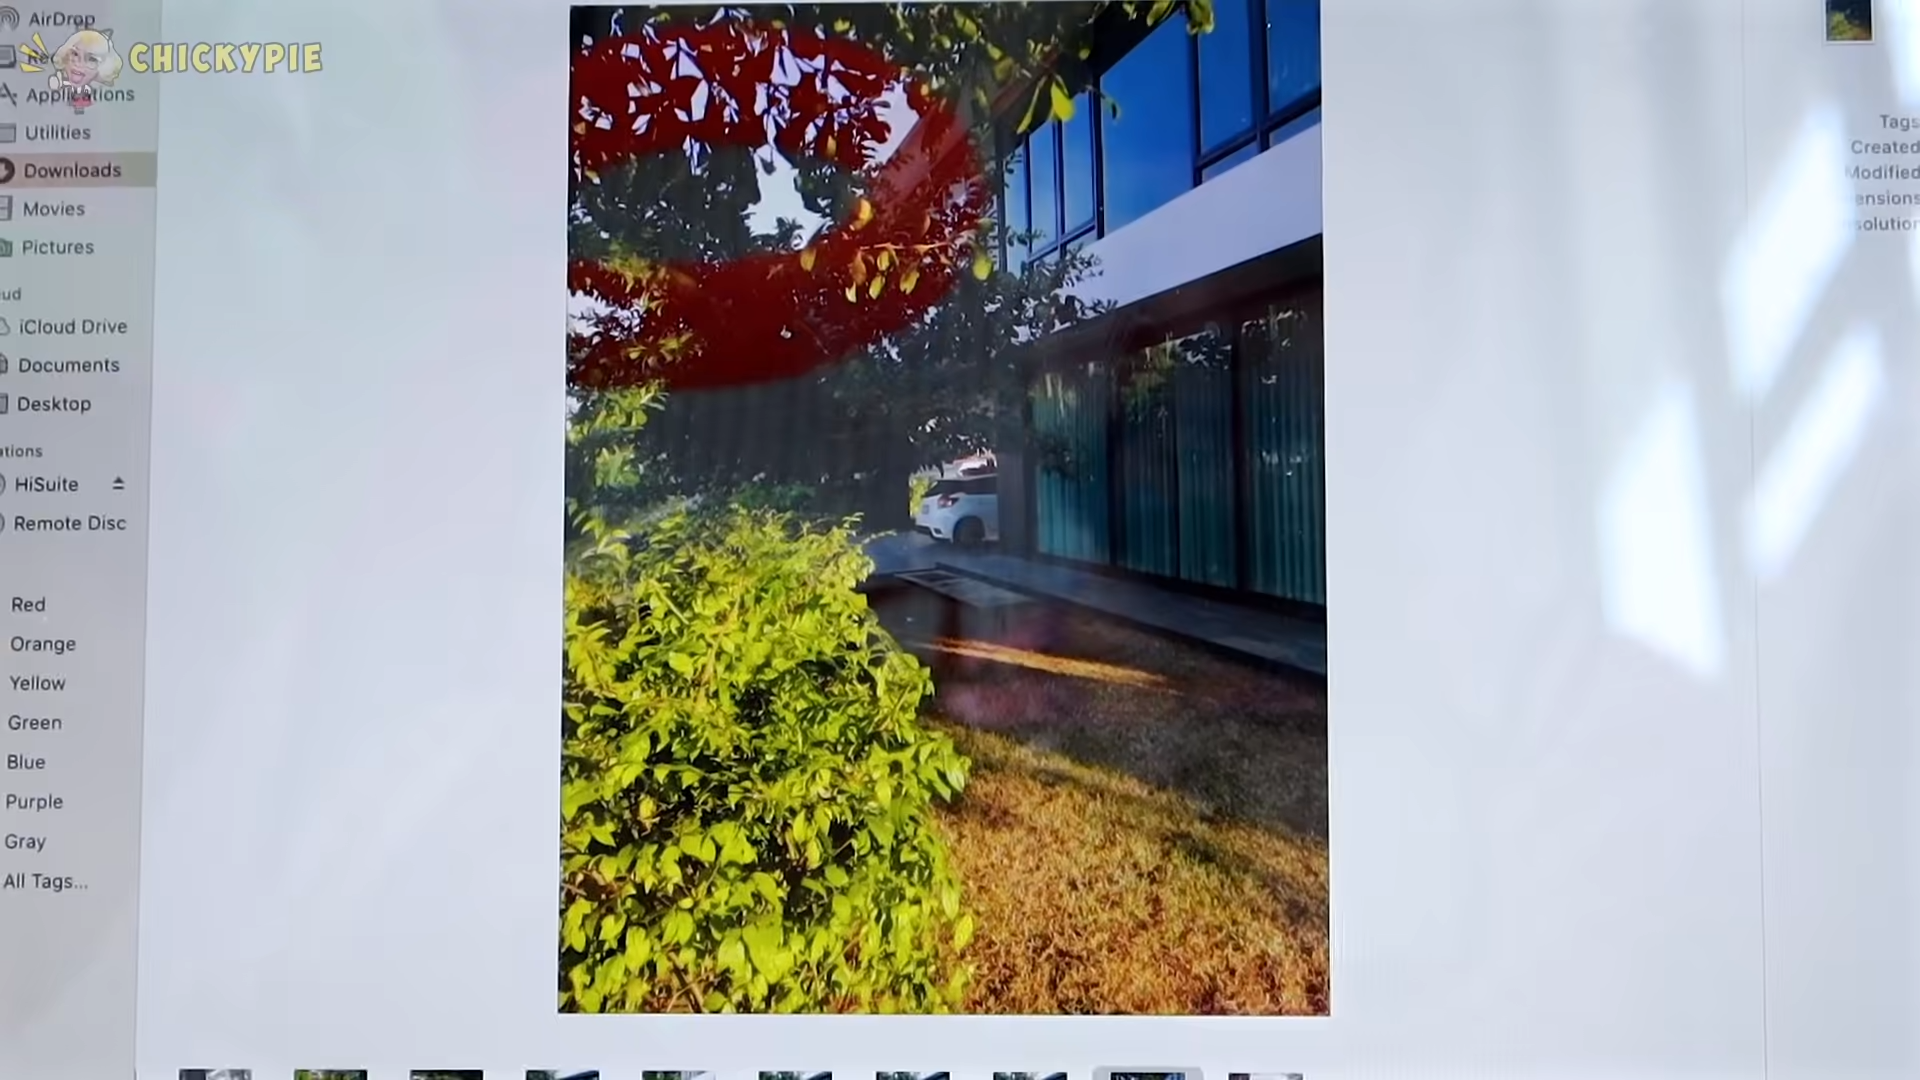 AirDrop
CHICKYPIE
Applications
Utilities
Downloads
Movies
Pictures
iCloud Drive
Documents
Desktop
HiSuite
Remote Disc
Red
Orange
Yellow
Green
Blue
Purple
Gray
All Tags...
Tags
Created
Modified